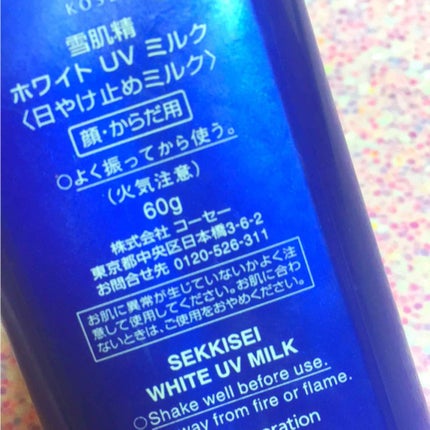 雪肌精
ホワイト UV ミルク
〈日やけ止めミルク〉
顔・からだ用
○よく振ってから使う。
(火気注意)
60g
株式会社 コーセー
東京都中央区日本橋3-6-2
お問合せ先 0120-526-311
お肌に異常が生じていないかよく注
意して使用してください。お肌に合わ
ないときは、ご使用をおやめください。
SEKKISEI
WHITE UV MILK
○Shake well before use.
away from fire or flame.